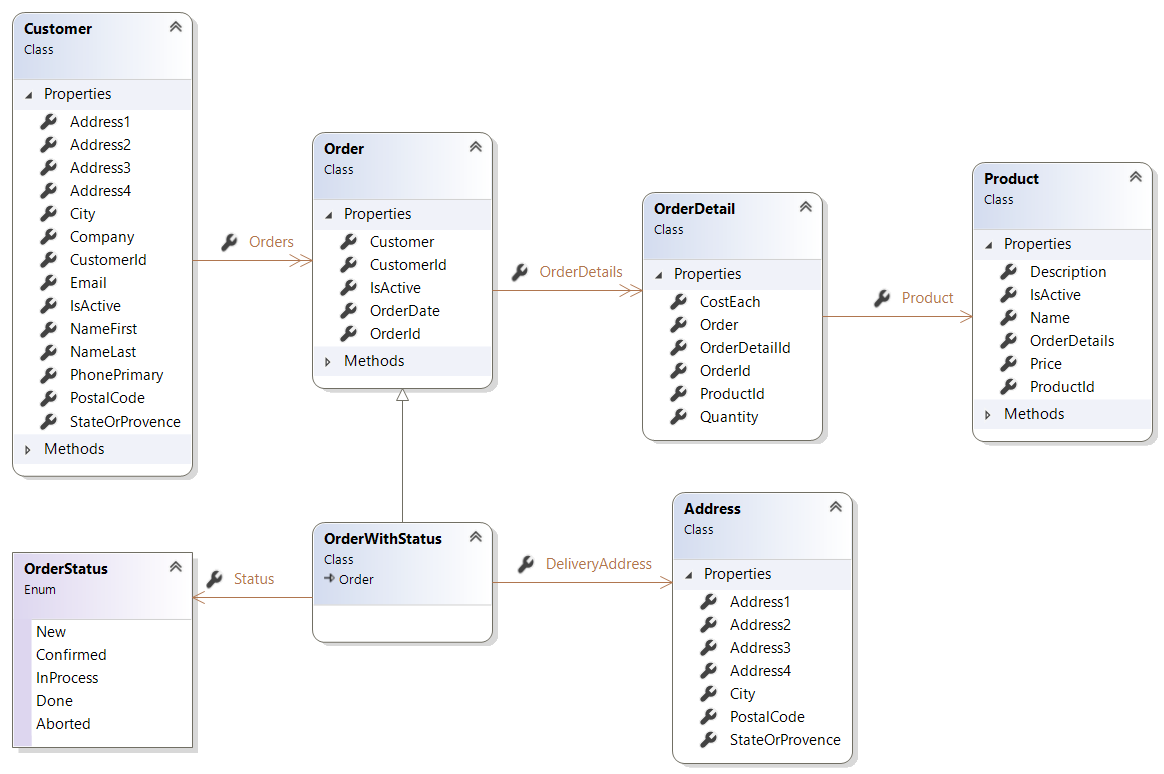 Customer
Class
Properties
Address1
Address2
Address3
Address4
City
Company
CustomerId
Email
IsActive
NameFirst
NameLast
PhonePrimary
PostalCode
StateOrProvence
Methods
Orders
Order
Class
Properties
Customer
CustomerId
IsActive
OrderDate
OrderId
Methods
OrderDetails
OrderDetail
Class
Properties
CostEach
Order
OrderDetailId
OrderId
ProductId
Quantity
Product
Product
Class
Properties
Description
IsActive
Name
OrderDetails
Price
ProductId
Methods
OrderStatus
Enum
New
Confirmed
InProcess
Done
Aborted
Status
OrderWithStatus
Class
Order
DeliveryAddress
Address
Class
Properties
Address1
Address2
Address3
Address4
City
PostalCode
StateOrProvence